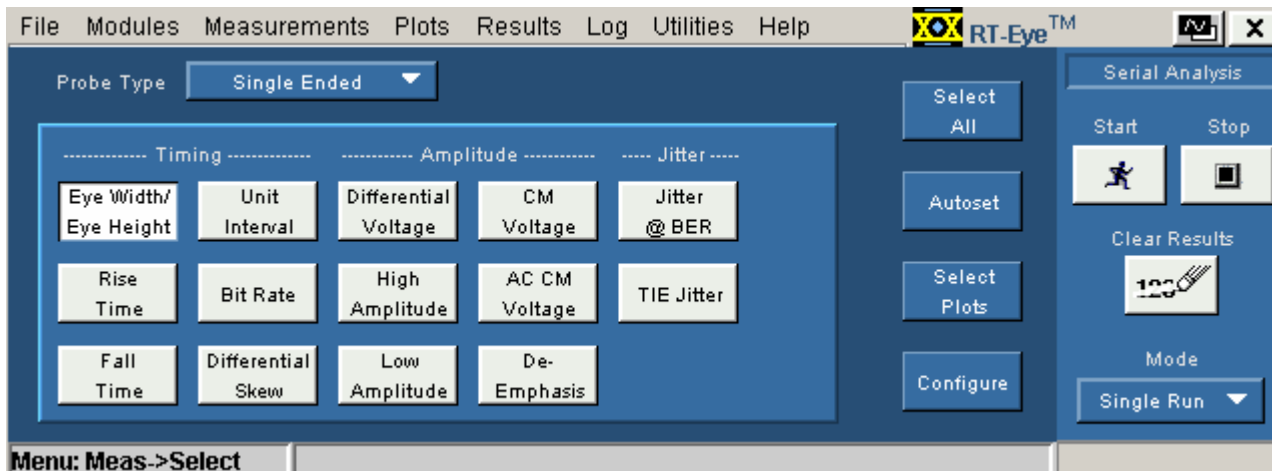 File Modules Measurements Plots Results Log Utilities Help XOX RT-Eye™
Probe Type Single Ended
Serial Analysis
Select
All
Start Stop
-------------- Timing ------------- ------------ Amplitude ------------ ----- Jitter -----
Eye Width/
Eye Height
Unit
Interval
Differential
Voltage
CM
Voltage
Jitter
@ BER
Autoset
Clear Results
123
Rise
Time
Bit Rate
High
Amplitude
AC CM
Voltage
TIE Jitter
Select
Plots
Fall
Time
Differential
Skew
Low
Amplitude
De-
Emphasis
Configure
Mode
Single Run
Menu: Meas->Select